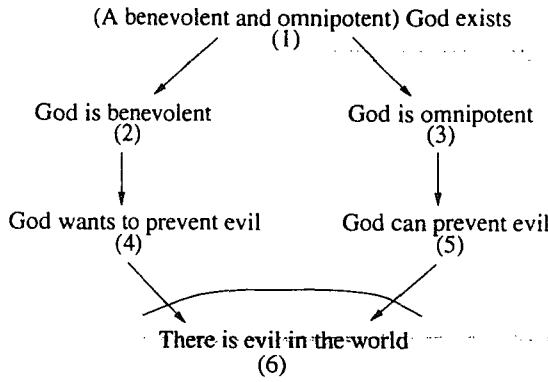 (A benevolent and omnipotent) God exists
(1)
God is benevolent
(2)
God is omnipotent
(3)
God wants to prevent evil
(4)
God can prevent evil
(5)
There is evil in the world
(6)